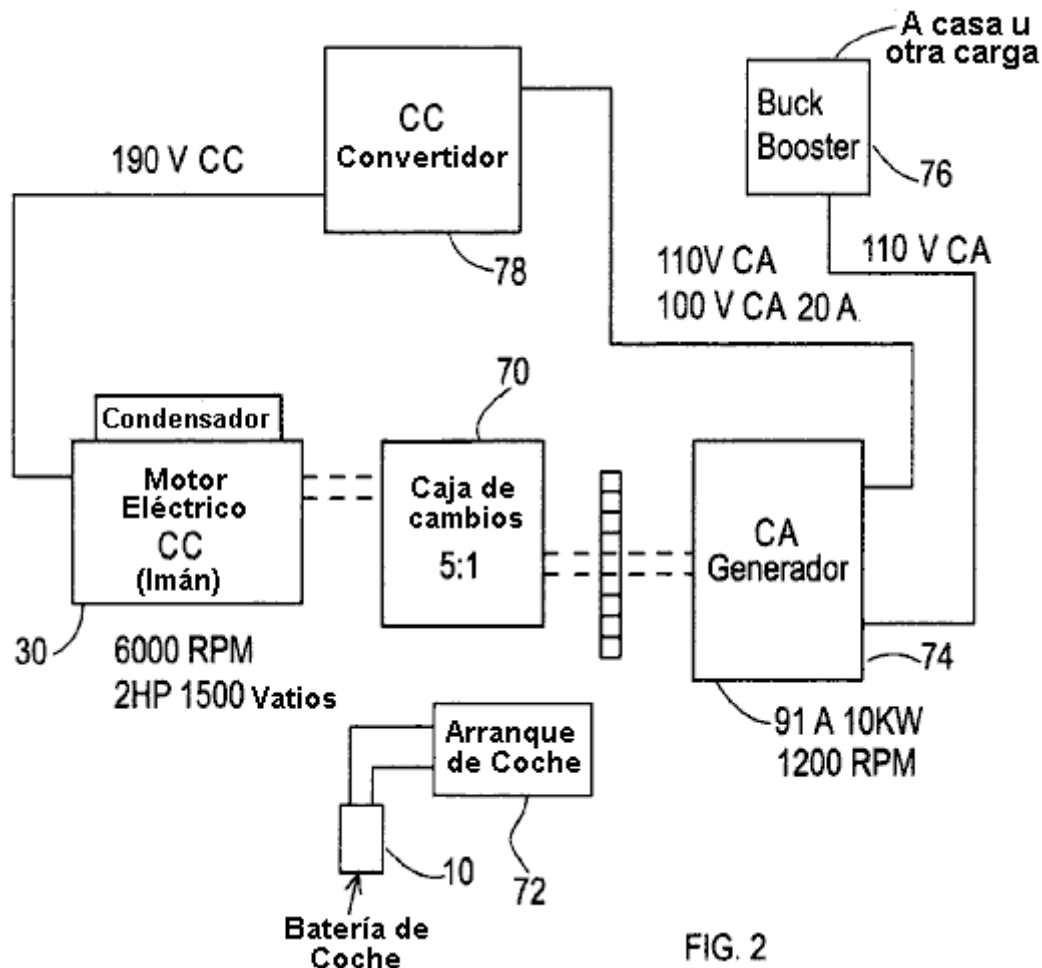 A casa u
otra carga
CC
Convertidor
Buck
Booster
190 V CC
76
78
110 V CA
110V CA
100 V CA 20 A
70
Condensador
Motor
Eléctrico
CC
(Imán)
Caja de
cambios
5:1
CA
Generador
30
6000 RPM
2HP 1500 Vatios
74
91 A 10KW
1200 RPM
Arranque
de Coche
10
72
Batería de
Coche
FIG. 2